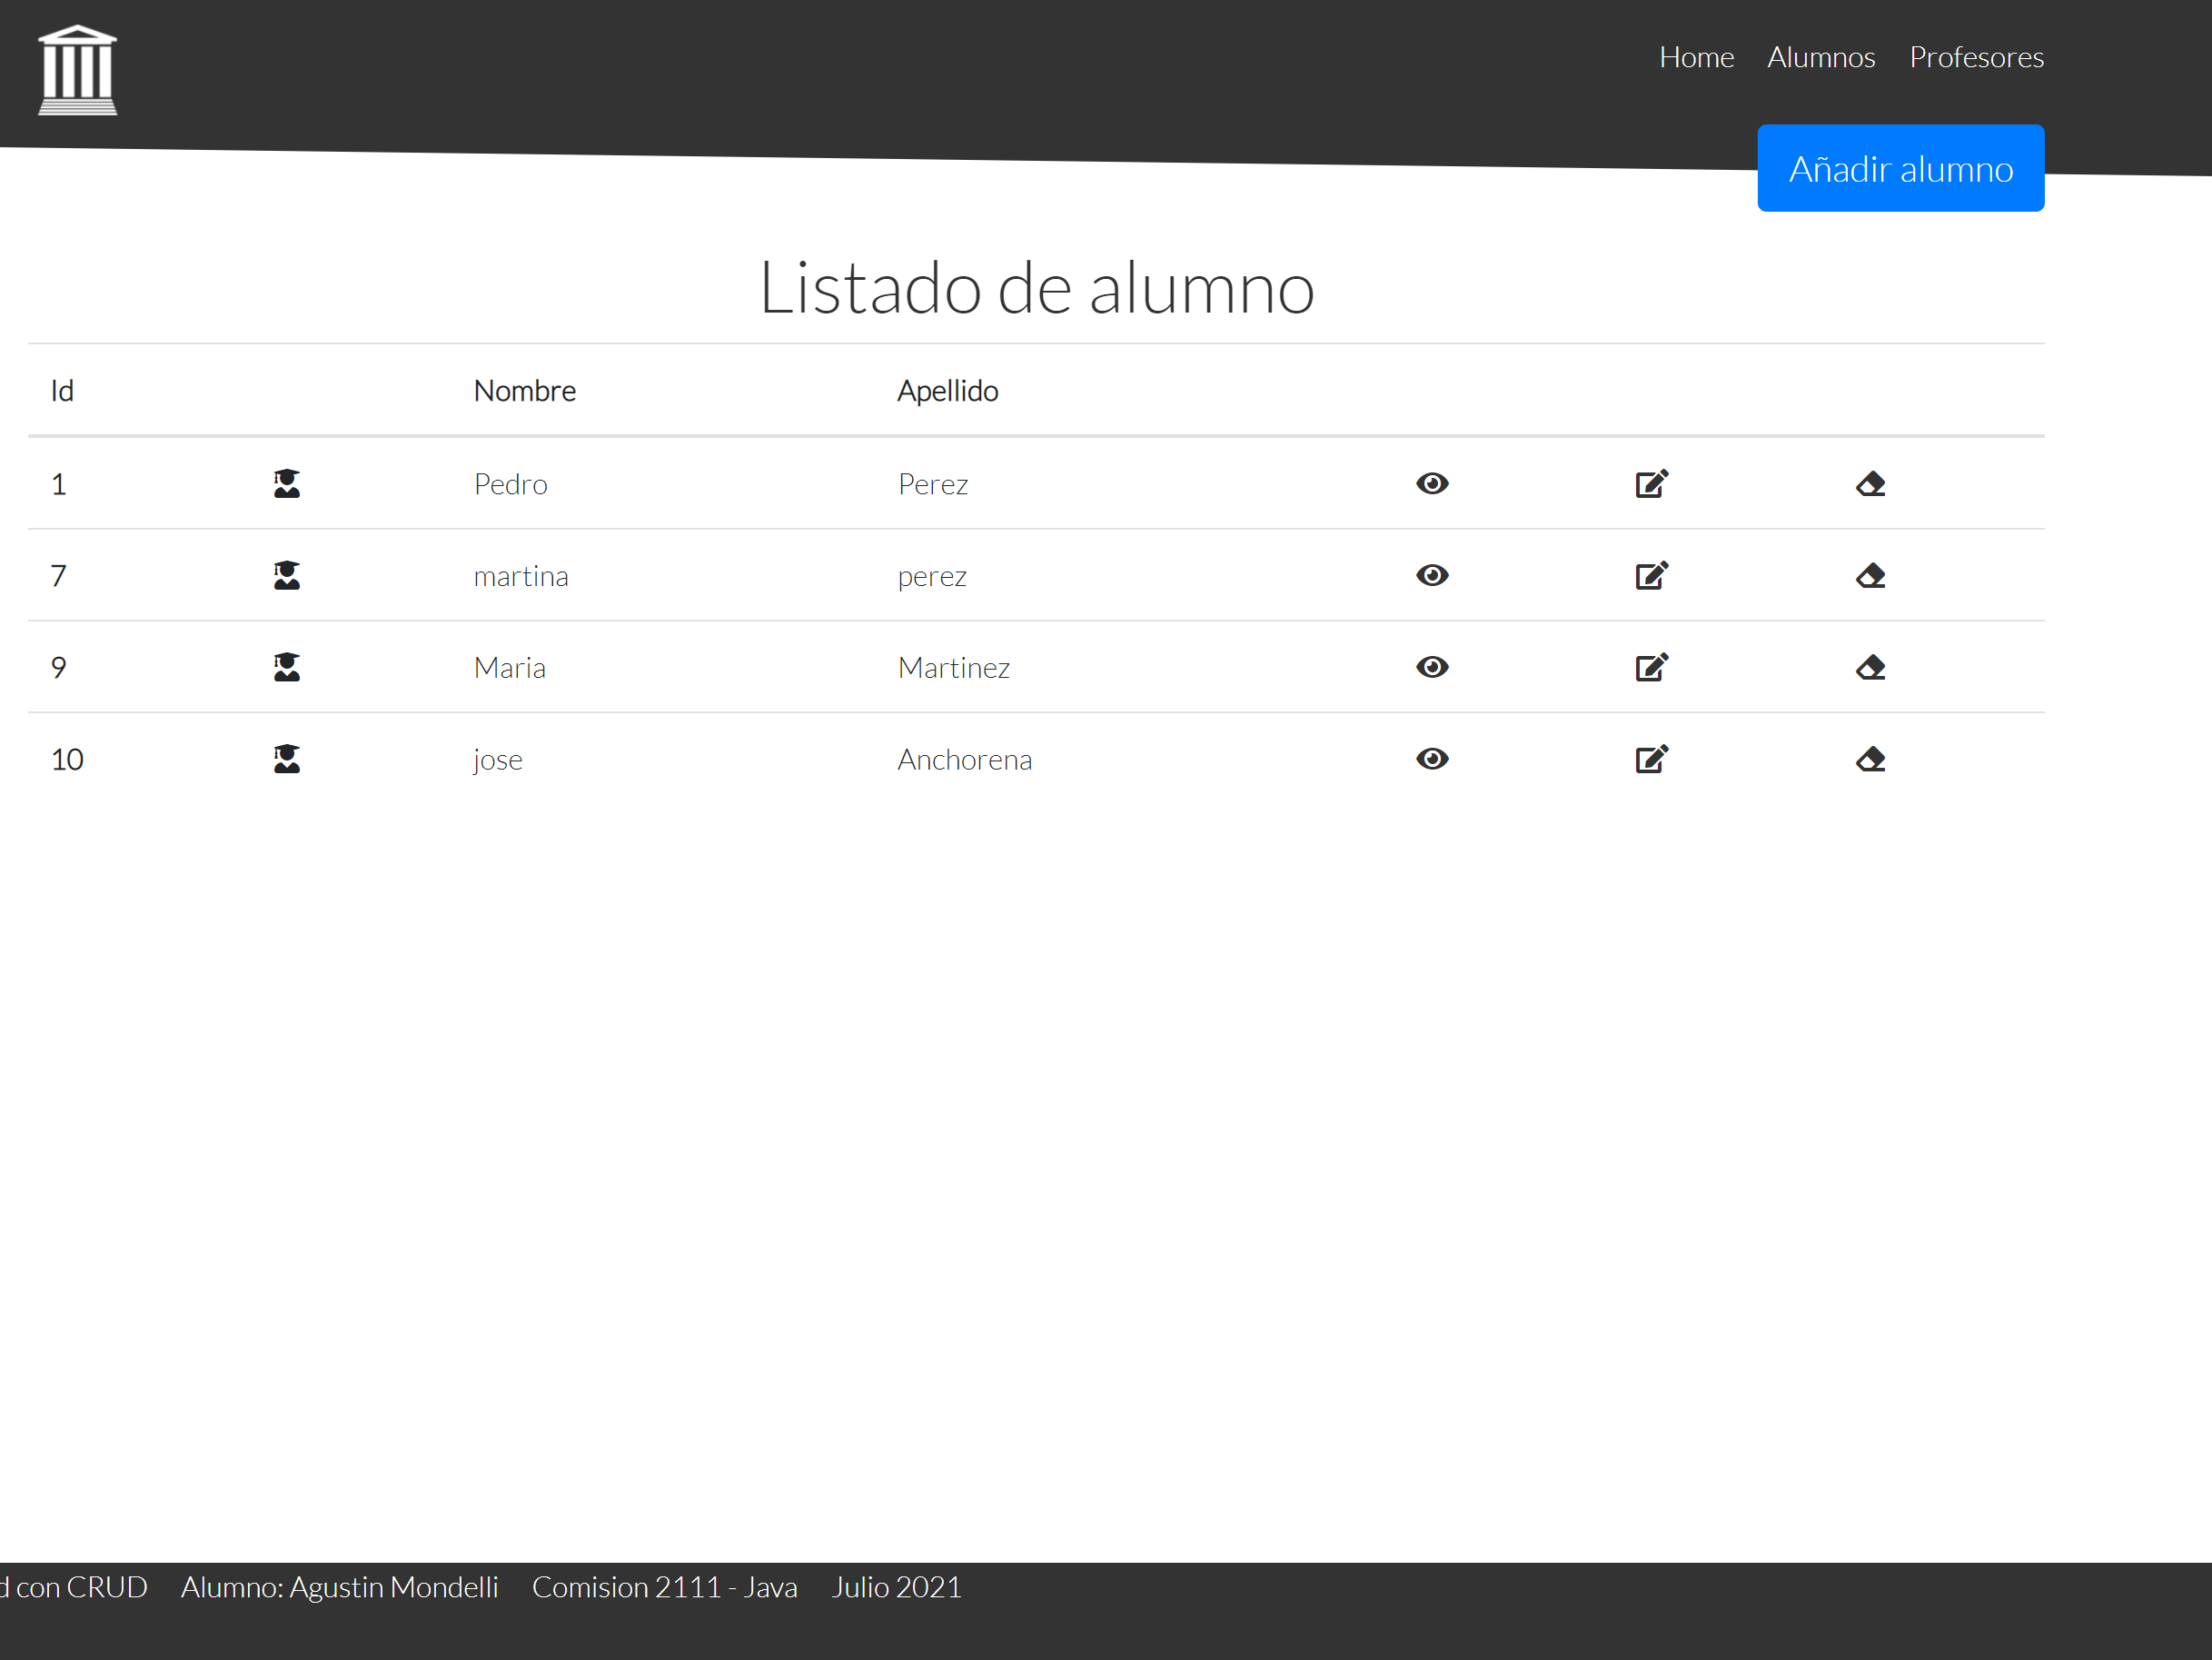 Home Alumnos Profesores
Añadir alumno
Listado de alumno
Id Nombre Apellido
1 Pedro Perez
7 martina perez
9 Maria Martinez
10 jose Anchorena
con CRUD Alumno: Agustin Mondelli Comision 2111 - Java Julio 2021